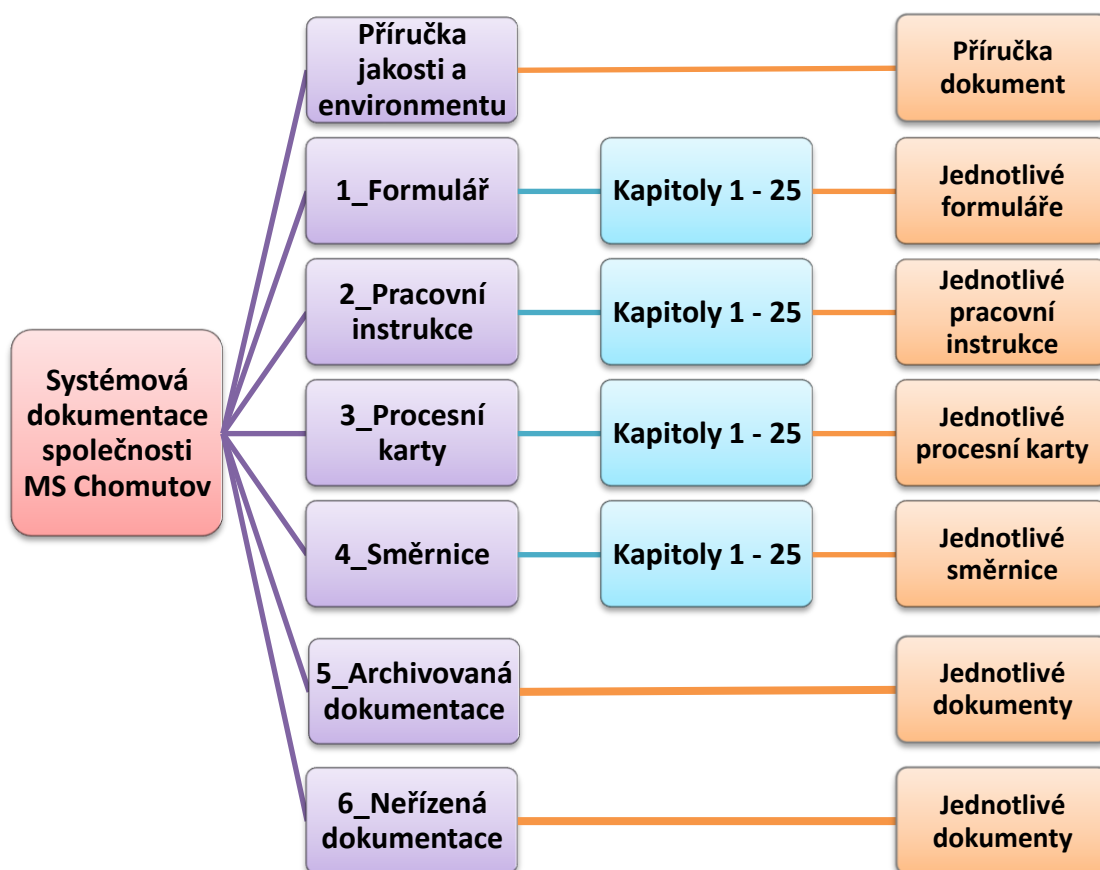 Příručka
jakosti a
environmentu
Příručka
dokument
1_Formulář
Kapitoly 1 - 25
Jednotlivé
formuláře
2_Pracovní
instrukce
Kapitoly 1 - 25
Jednotlivé
pracovní
instrukce
Systémová
dokumentace
společnosti
MS Chomutov
3_Procesní
karty
Kapitoly 1 - 25
Jednotlivé
procesní karty
4_Směrnice
Kapitoly 1 - 25
Jednotlivé
směrnice
5_Archivovaná
dokumentace
Jednotlivé
dokumenty
6_Neřízená
dokumentace
Jednotlivé
dokumenty